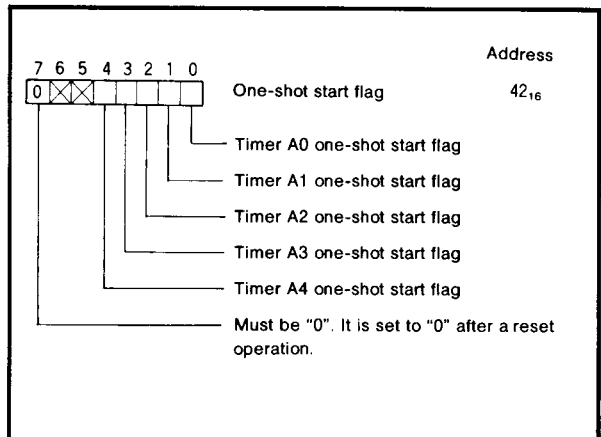 Address
7 6 5 4 3 2 1 0
0 One-shot start flag 42₁₆
Timer A0 one-shot start flag
Timer A1 one-shot start flag
Timer A2 one-shot start flag
Timer A3 one-shot start flag
Timer A4 one-shot start flag
Must be “0”. It is set to “0” after a reset
operation.